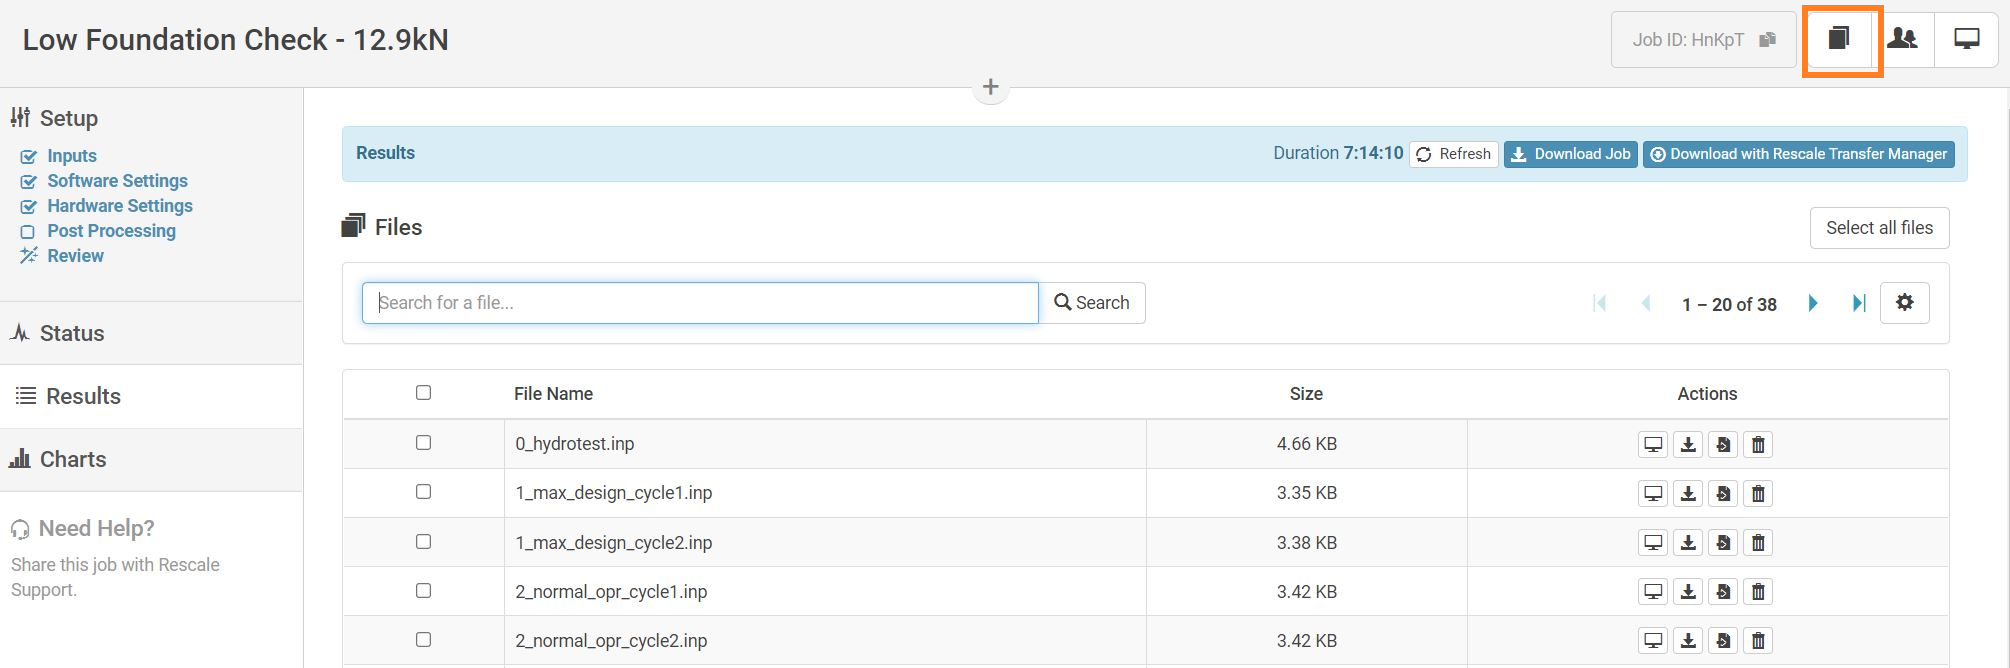 Low Foundation Check - 12.9kN
Job ID: HnKpT
+
Setup
Inputs
Software Settings
Hardware Settings
Post Processing
Review
Status
Results
Charts
Need Help?
Share this job with Rescale
Support.
Results Duration 7:14:10 Refresh Download Job Download with Rescale Transfer Manager
Files Select all files
Search for a file... Search 1 – 20 of 38
File Name Size Actions
0_hydrotest.inp 4.66 KB
1_max_design_cycle1.inp 3.35 KB
1_max_design_cycle2.inp 3.38 KB
2_normal_opr_cycle1.inp 3.42 KB
2_normal_opr_cycle2.inp 3.42 KB